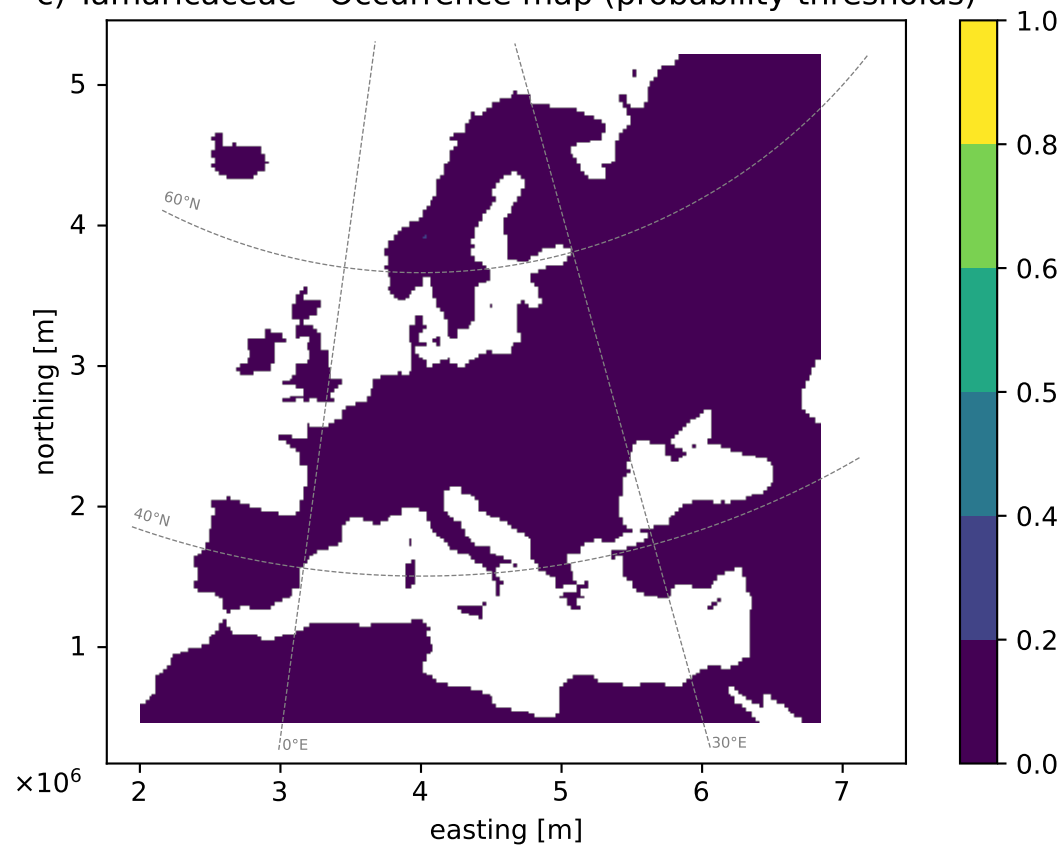 c) Tamaricaceae - Occurrence map (probability thresholds)
5
4
3
2
1
northing [m]
×10⁶
2 3 4 5 6 7
easting [m]
60°N
40°N
0°E
30°E
1.0
0.8
0.6
0.5
0.4
0.2
0.0